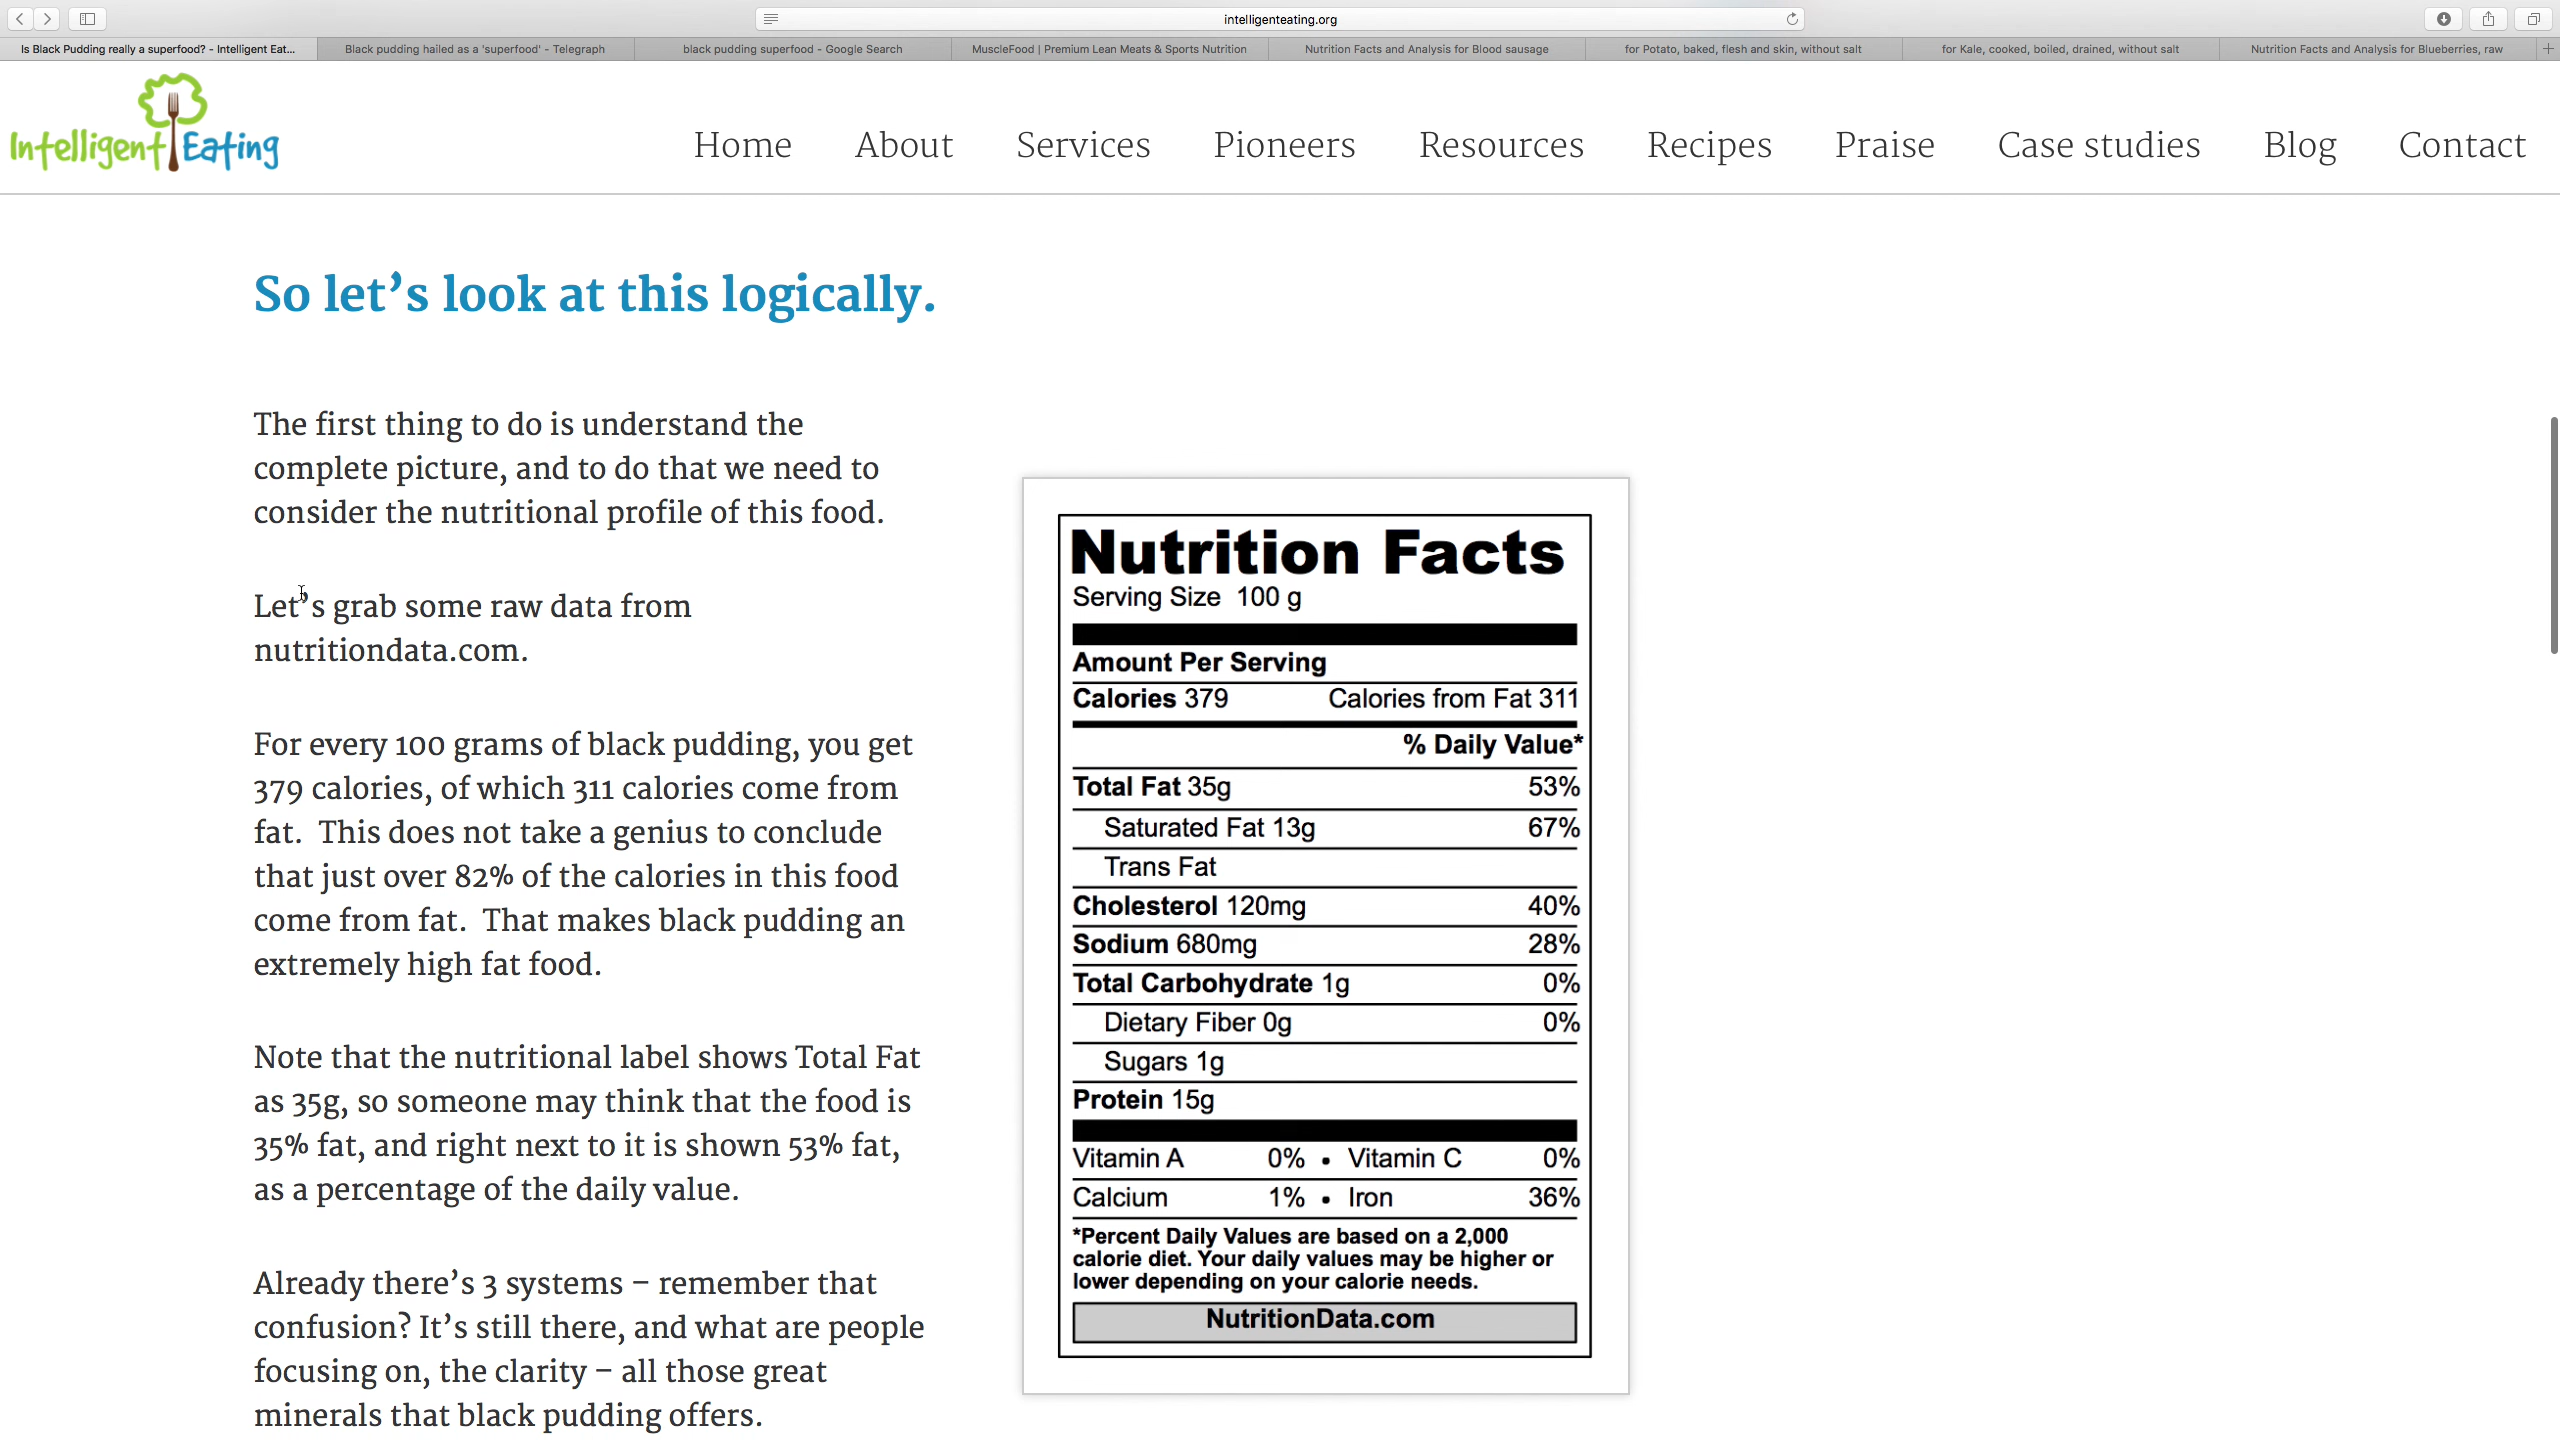 intelligenteating.org
Is Black Pudding really a superfood? - Intelligent Eat...
Black pudding hailed as a 'superfood' - Telegraph
black pudding superfood - Google Search
MuscleFood | Premium Lean Meats & Sports Nutrition
Nutrition Facts and Analysis for Blood sausage
for Potato, baked, flesh and skin, without salt
for Kale, cooked, boiled, drained, without salt
Nutrition Facts and Analysis for Blueberries, raw
Intelligent Eating
Home About Services Pioneers Resources Recipes Praise Case studies Blog Contact
So let’s look at this logically.
The first thing to do is understand the
complete picture, and to do that we need to
consider the nutritional profile of this food.
Let’s grab some raw data from
nutritiondata.com.
For every 100 grams of black pudding, you get
379 calories, of which 311 calories come from
fat.  This does not take a genius to conclude
that just over 82% of the calories in this food
come from fat.  That makes black pudding an
extremely high fat food.
Note that the nutritional label shows Total Fat
as 35g, so someone may think that the food is
35% fat, and right next to it is shown 53% fat,
as a percentage of the daily value.
Already there’s 3 systems – remember that
confusion? It’s still there, and what are people
focusing on, the clarity – all those great
minerals that black pudding offers.
Nutrition Facts
Serving Size 100 g
Amount Per Serving
Calories 379 Calories from Fat 311
% Daily Value*
Total Fat 35g 53%
Saturated Fat 13g 67%
Trans Fat
Cholesterol 120mg 40%
Sodium 680mg 28%
Total Carbohydrate 1g 0%
Dietary Fiber 0g 0%
Sugars 1g
Protein 15g
Vitamin A 0% • Vitamin C 0%
Calcium 1% • Iron 36%
*Percent Daily Values are based on a 2,000
calorie diet. Your daily values may be higher or
lower depending on your calorie needs.
NutritionData.com